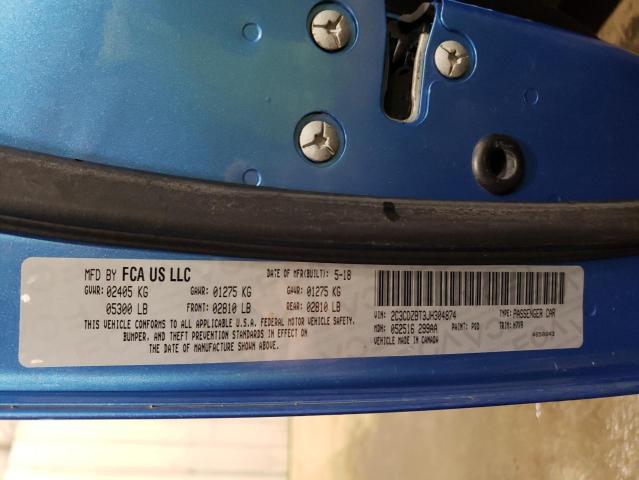 MFD BY FCA US LLC DATE OF MFR(BUILT): 5-18
GVWR: 02405 KG GAWR: 01275 KG GAWR: 01275 KG
05300 LB FRONT: 02810 LB REAR: 02810 LB
THIS VEHICLE CONFORMS TO ALL APPLICABLE U.S.A. FEDERAL MOTOR VEHICLE SAFETY,
BUMPER, AND THEFT PREVENTION STANDARDS IN EFFECT ON
THE DATE OF MANUFACTURE SHOWN ABOVE.
VIN: 2C3CDZBT3JH304874 TYPE: PASSENGER CAR
MDH: 052516 299AA PAINT: PQD TRIM: H7X9
VEHICLE MADE IN CANADA